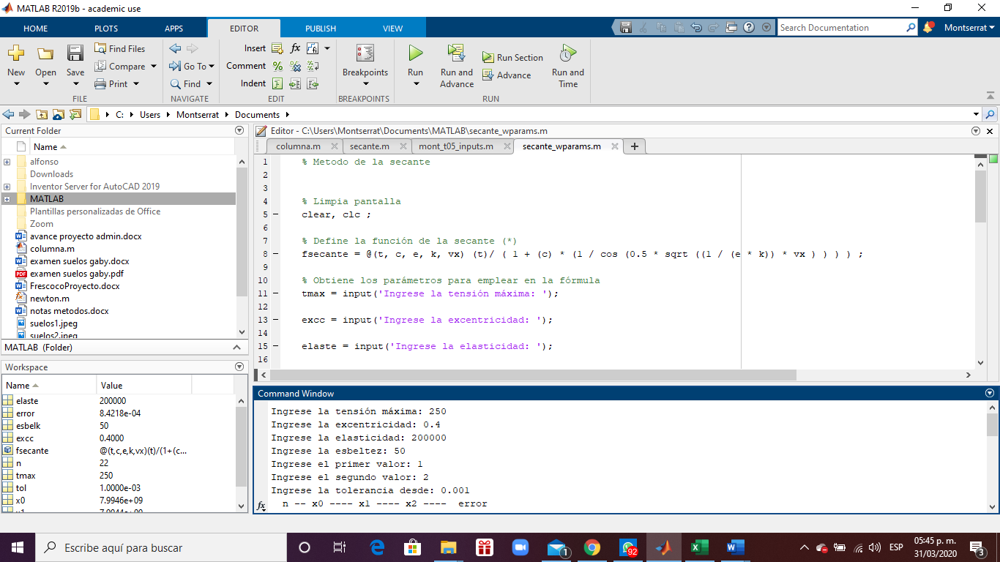 MATLAB R2019b - academic use
HOME PLOTS APPS EDITOR PUBLISH VIEW
Search Documentation
Montserrat
New
Open
Save
Find Files
Compare
Print
FILE
Go To
Find
NAVIGATE
Insert
Comment
Indent
fx
EDIT
Breakpoints
BREAKPOINTS
Run
Run and Advance
Run Section
Advance
Run and Time
RUN
C: Users Montserrat Documents
Current Folder
Name
alfonso
Downloads
Inventor Server for AutoCAD 2019
MATLAB
Plantillas personalizadas de Office
Zoom
avance proyecto admin.docx
columna.m
examen suelos gaby.docx
examen suelos gaby.pdf
FrescocoProyecto.docx
newton.m
notas metodos.docx
suelos1.jpeg
suelos2.jpeg
MATLAB (Folder)
Workspace
Name Value
elaste 200000
error 8.4218e-04
esbelk 50
excc 0.4000
fsecante @(t,c,e,k,vx)(t)/(1+(c...
n 22
tmax 250
tol 1.0000e-03
x0 7.9946e+09
Editor - C:\Users\Montserrat\Documents\MATLAB\secante_wparams.m
columna.m secante.m mont_t05_inputs.m secante_wparams.m +
1 % Metodo de la secante
2
3
4 % Limpia pantalla
5 clear, clc ;
6
7 % Define la función de la secante (*)
8 fsecante = @(t, c, e, k, vx) (t)/ ( 1 + (c) * (1 / cos (0.5 * sqrt ((1 / (e * k)) * vx ) ) ) ) ;
9
10 % Obtiene los parámetros para emplear en la fórmula
11 tmax = input('Ingrese la tensión máxima: ');
12
13 excc = input('Ingrese la excentricidad: ');
14
15 elaste = input('Ingrese la elasticidad: ');
16
Command Window
Ingrese la tensión máxima: 250
Ingrese la excentricidad: 0.4
Ingrese la elasticidad: 200000
Ingrese la esbeltez: 50
Ingrese el primer valor: 1
Ingrese el segundo valor: 2
Ingrese la tolerancia desde: 0.001
n -- x0 ---- x1 ---- x2 ---- error
fx
Escribe aquí para buscar
1
92
ESP
05:45 p. m.
31/03/2020
3